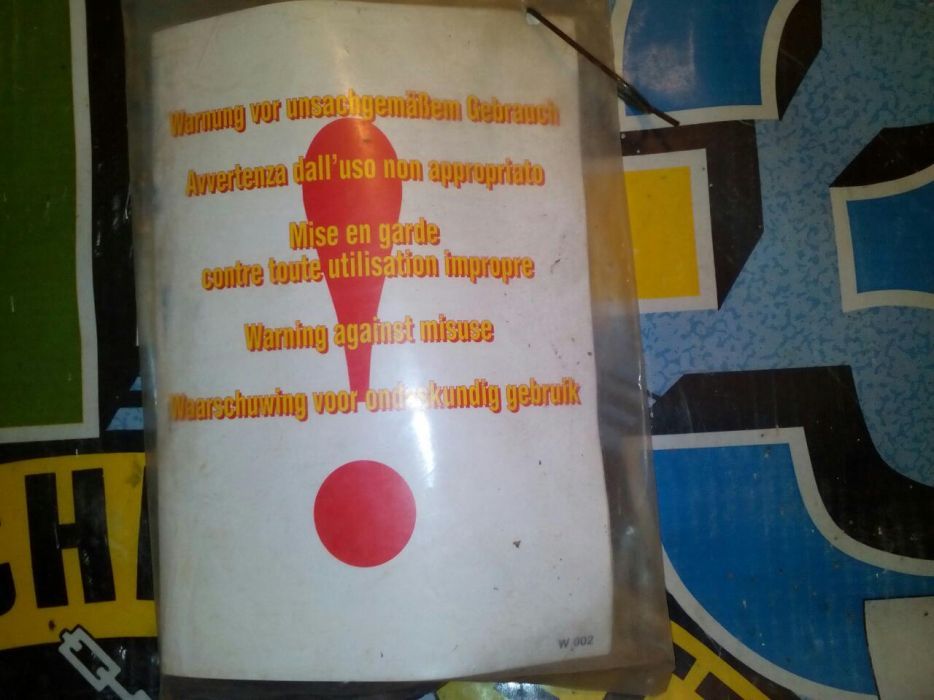 Warnung vor unsachgemäßem Gebrauch
Avvertenza dall'uso non appropriato
Mise en garde
contre toute utilisation impropre
Warning against misuse
Waarschuwing voor ondeskundig gebruik
W 002